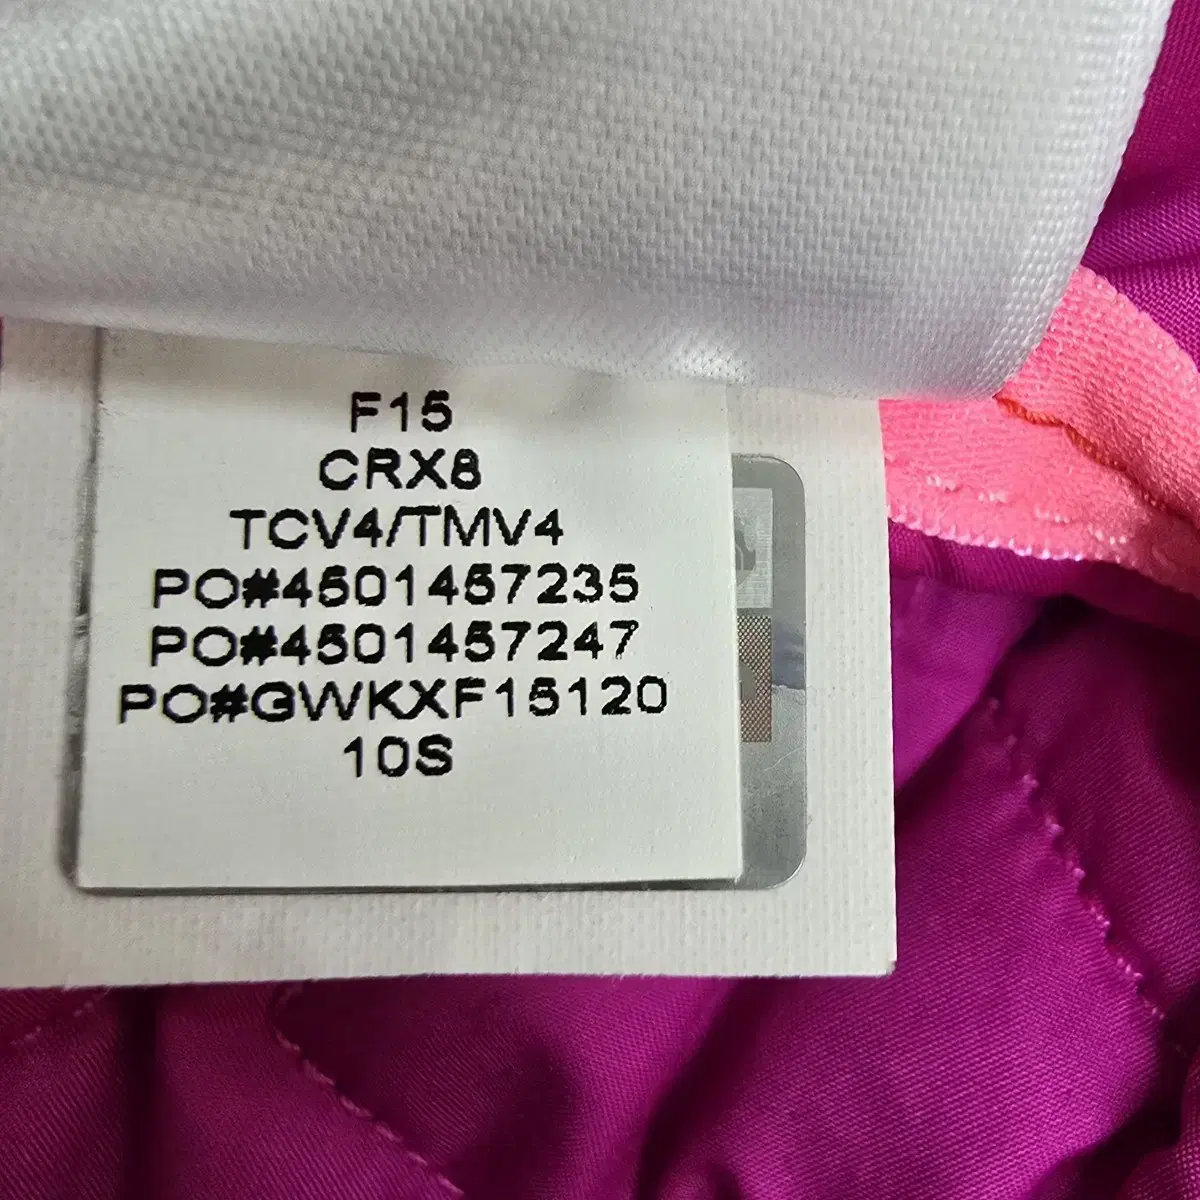 F15
CRX8
TCV4/TMV4
PO#4501457235
PO#4501457247
PO#GWKXF15120
10S